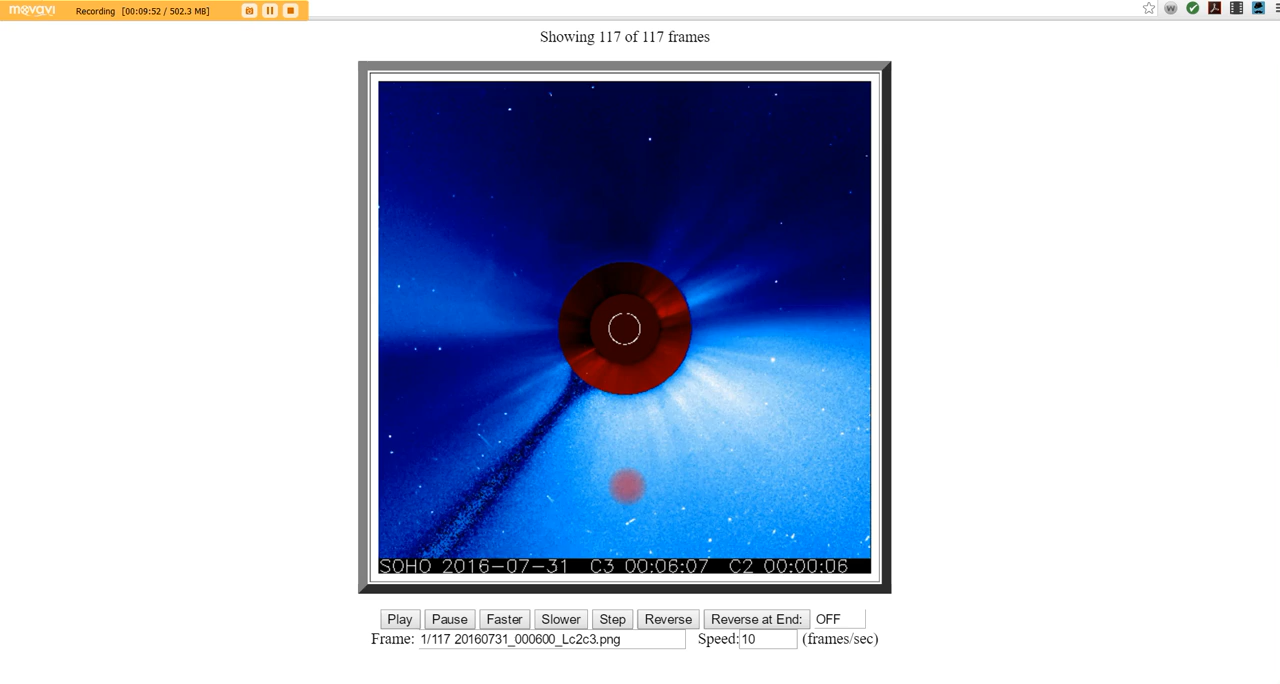 movavi Recording [00:09:52 / 502.3 MB]
W
Showing 117 of 117 frames
SOHO 2016-07-31 C3 00:06:07 C2 00:00:06
Play Pause Faster Slower Step Reverse Reverse at End: OFF
Frame: 1/117 20160731_000600_Lc2c3.png Speed: 10 (frames/sec)